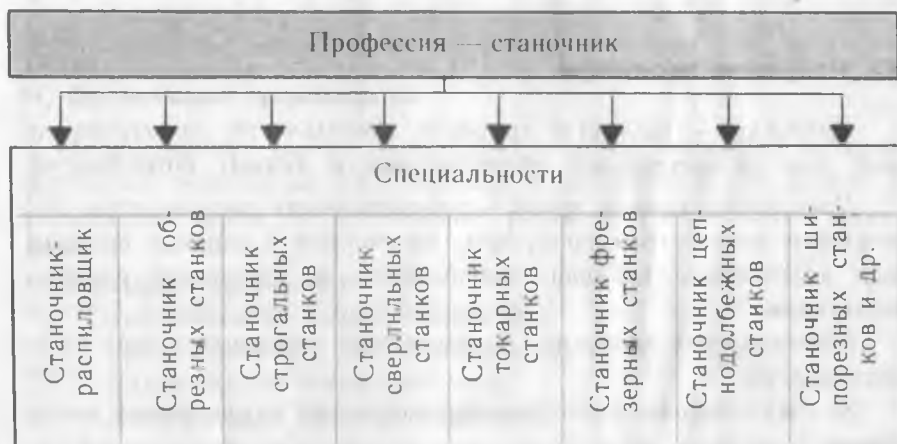 Профессия — станочник
Специальности
Станочник
распиловщик
Станочник об-
резных станков
Станочник
строгальных
станков
Станочник
сверлильных
станков
Станочник
токарных
станков
Станочник фре-
зерных станков
Станочник цеп-
нодолбежных
станков
Станочник ши-
порезных стан-
ков и др.